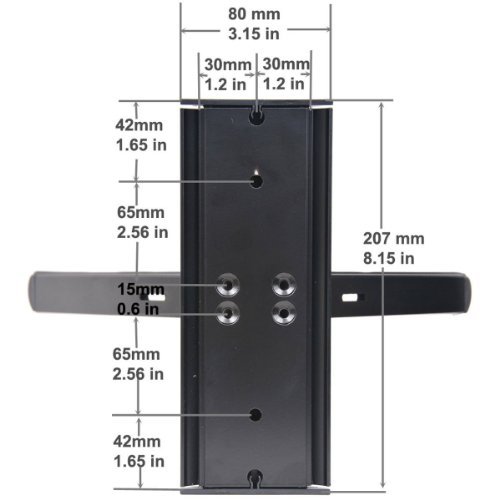 80 mm
3.15 in
30mm 30mm
1.2 in 1.2 in
42mm
1.65 in
65mm
2.56 in
207 mm
8.15 in
15mm
0.6 in
65mm
2.56 in
42mm
1.65 in